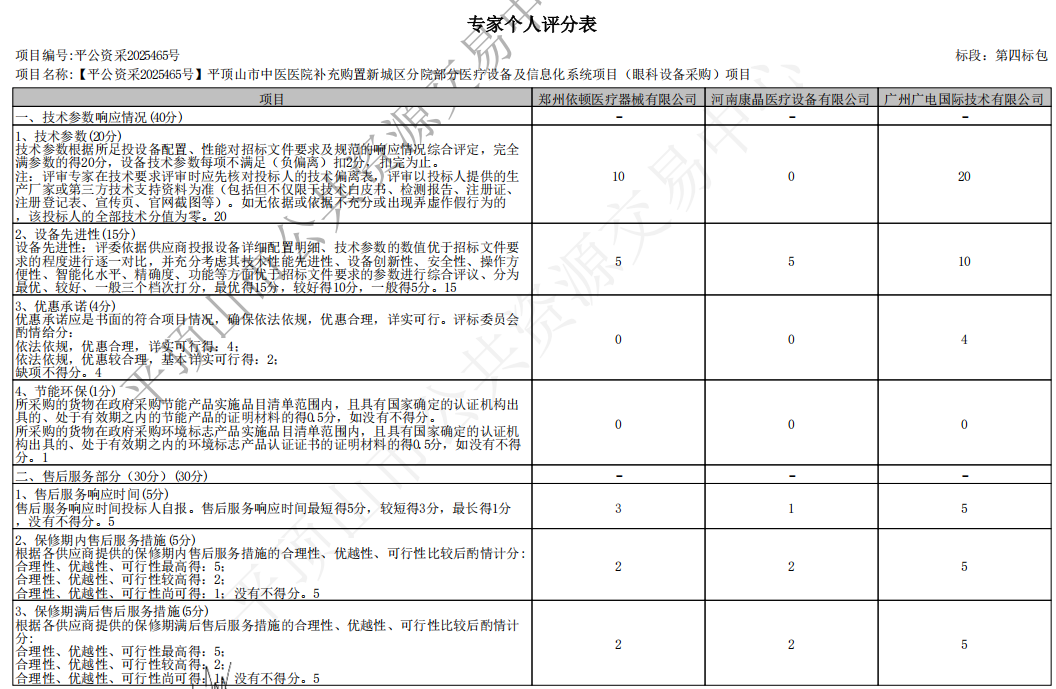 专家个人评分表
项目编号:平公资采2025465号
标段：第四标包
项目名称:【平公资采2025465号】平顶山市中医医院补充购置新城区分院部分医疗设备及信息化系统项目（眼科设备采购）项目
项目 郑州依顿医疗器械有限公司 河南康晶医疗设备有限公司 广州广电国际技术有限公司
一、技术参数响应情况(40分) - - -
1、技术参数(20分)
技术参数根据所足投设备配置、性能对招标文件要求及规范的响应情况综合评定，完全
满参数的得20分，设备技术参数每项不满足（负偏离）扣2分，扣完为止。
注：评审专家在技术要求评审时应先核对投标人的技术偏离表，评审以投标人提供的生
产厂家或第三方技术支持资料为准（包括但不仅限于技术白皮书、检测报告、注册证、
注册登记表、宣传页、官网截图等）。如无依据或依据不充分或出现弄虚作假行为的
，该投标人的全部技术分值为零。20
10 0 20
2、设备先进性(15分)
设备先进性：评委依据供应商投报设备详细配置明细、技术参数的数值优于招标文件要
求的程度进行逐一对比，并充分考虑其技术性能先进性、设备创新性、安全性、操作方
便性、智能化水平、精确度、功能等方面优于招标文件要求的参数进行综合评议、分为
最优、较好、一般三个档次打分，最优得15分，较好得10分，一般得5分。15
5 5 10
3、优惠承诺(4分)
优惠承诺应是书面的符合项目情况，确保依法依规，优惠合理，详实可行。评标委员会
酌情给分：
依法依规，优惠合理，详实可行得：4；
依法依规，优惠较合理，基本详实可行得：2；
缺项不得分。4
0 0 4
4、节能环保(1分)
所采购的货物在政府采购节能产品实施品目清单范围内，且具有国家确定的认证机构出
具的、处于有效期之内的节能产品的证明材料的得0.5分，如没有不得分。
所采购的货物在政府采购环境标志产品实施品目清单范围内，且具有国家确定的认证机
构出具的、处于有效期之内的环境标志产品认证证书的证明材料的得0.5分，如没有不得
分。1
0 0 0
二、售后服务部分（30分）(30分) - - -
1、售后服务响应时间(5分)
售后服务响应时间投标人自报。售后服务响应时间最短得5分，较短得3分，最长得1分
，没有不得分。5
3 1 5
2、保修期内售后服务措施(5分)
根据各供应商提供的保修期内售后服务措施的合理性、优越性、可行性比较后酌情计分:
合理性、优越性、可行性最高得：5；
合理性、优越性、可行性较高得：2；
合理性、优越性、可行性尚可得：1；没有不得分。5
2 2 5
3、保修期满后售后服务措施(5分)
根据各供应商提供的保修期满后售后服务措施的合理性、优越性、可行性比较后酌情计
分:
合理性、优越性、可行性最高得：5；
合理性、优越性、可行性较高得：2；
合理性、优越性、可行性尚可得：1；没有不得分。5
2 2 5
平顶山市公共资源交易中心
平顶山市公共资源交易中心